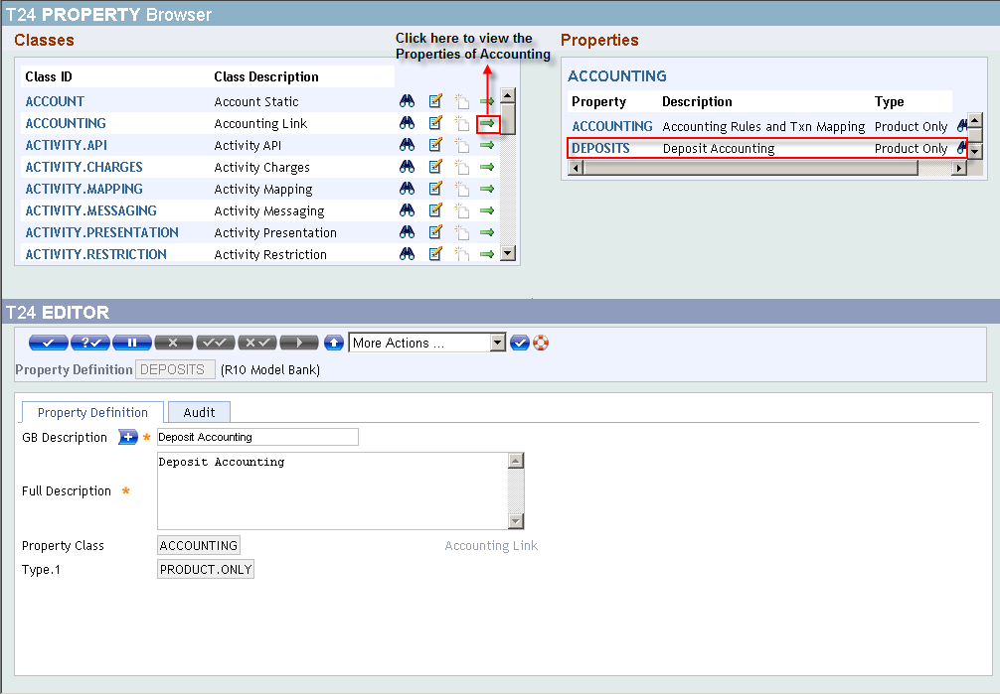 T24 PROPERTY Browser
Classes
Click here to view the
Properties of Accounting
Properties
Class ID Class Description
ACCOUNT Account Static
ACCOUNTING Accounting Link
ACTIVITY.API Activity API
ACTIVITY.CHARGES Activity Charges
ACTIVITY.MAPPING Activity Mapping
ACTIVITY.MESSAGING Activity Messaging
ACTIVITY.PRESENTATION Activity Presentation
ACTIVITY.RESTRICTION Activity Restriction
ACCOUNTING
Property Description Type
ACCOUNTING Accounting Rules and Txn Mapping Product Only
DEPOSITS Deposit Accounting Product Only
T24 EDITOR
More Actions ...
Property Definition DEPOSITS (R10 Model Bank)
Property Definition Audit
GB Description * Deposit Accounting
Full Description * Deposit Accounting
Property Class ACCOUNTING Accounting Link
Type.1 PRODUCT.ONLY